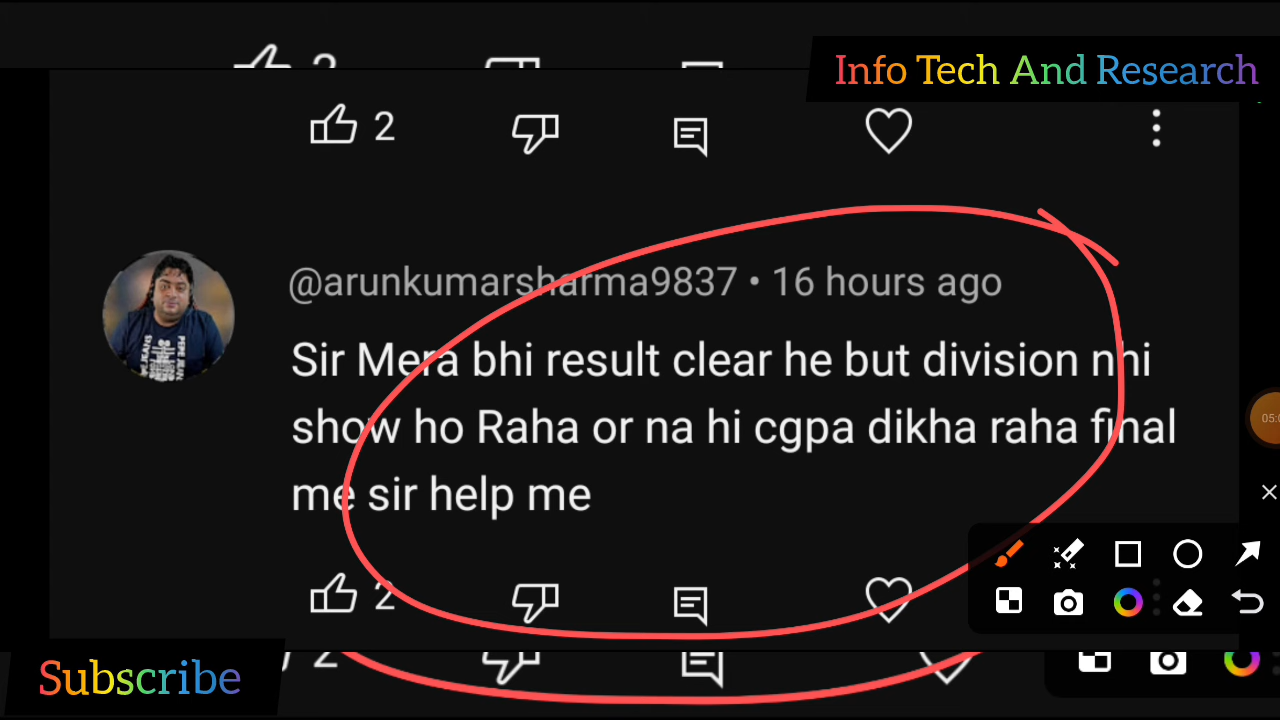 Info Tech And Research
2
@arunkumarsharma9837 • 16 hours ago
Sir Mera bhi result clear he but division nhi
show ho Raha or na hi cgpa dikha raha final
me sir help me
2
Subscribe